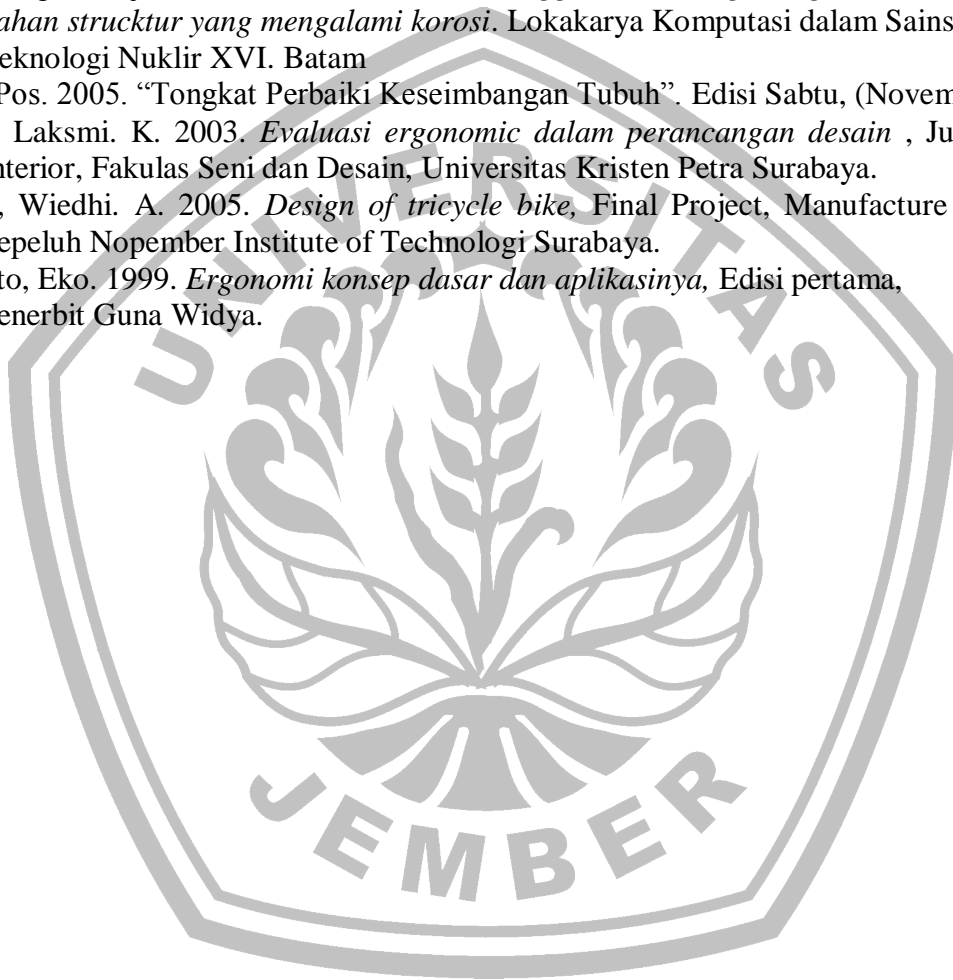 ahan strucktur yang mengalami korosi. Lokakarya Komputasi dalam Sains
eknologi Nuklir XVI. Batam
Pos. 2005. “Tongkat Perbaiki Keseimbangan Tubuh”. Edisi Sabtu, (Novem
Laksmi. K. 2003. Evaluasi ergonomic dalam perancangan desain , Ju
nterior, Fakulas Seni dan Desain, Universitas Kristen Petra Surabaya.
, Wiedhi. A. 2005. Design of tricycle bike, Final Project, Manufacture
epeluh Nopember Institute of Technologi Surabaya.
to, Eko. 1999. Ergonomi konsep dasar dan aplikasinya, Edisi pertama,
enerbit Guna Widya.
UNIVERSITAS
JEMBER